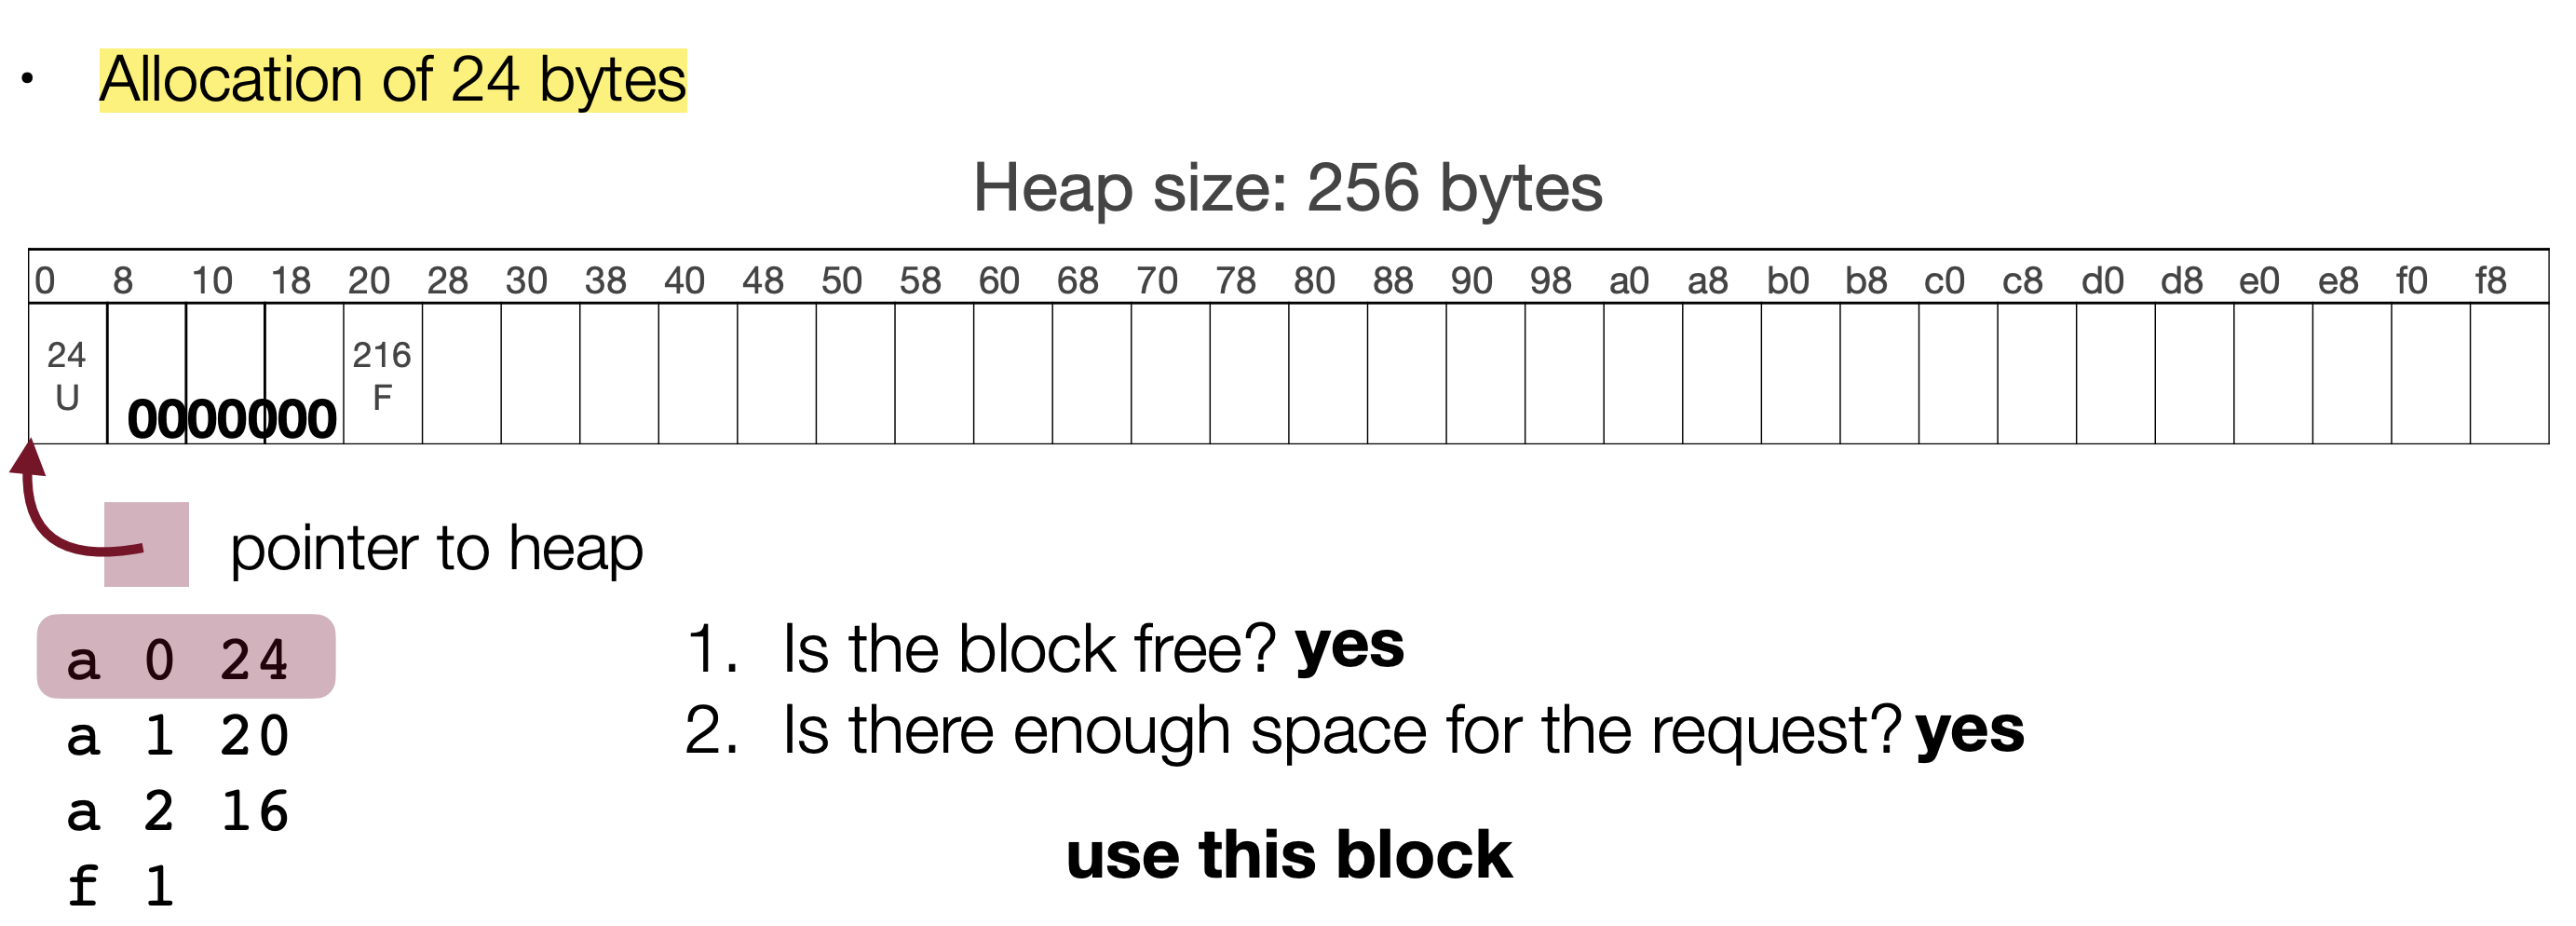 • Allocation of 24 bytes
Heap size: 256 bytes
0 8 10 18 20 28 30 38 40 48 50 58 60 68 70 78 80 88 90 98 a0 a8 b0 b8 c0 c8 d0 d8 e0 e8 f0 f8
24 216
U 0000000 F
pointer to heap
a 0 24
a 1 20
a 2 16
f 1
1. Is the block free? yes
2. Is there enough space for the request? yes
use this block